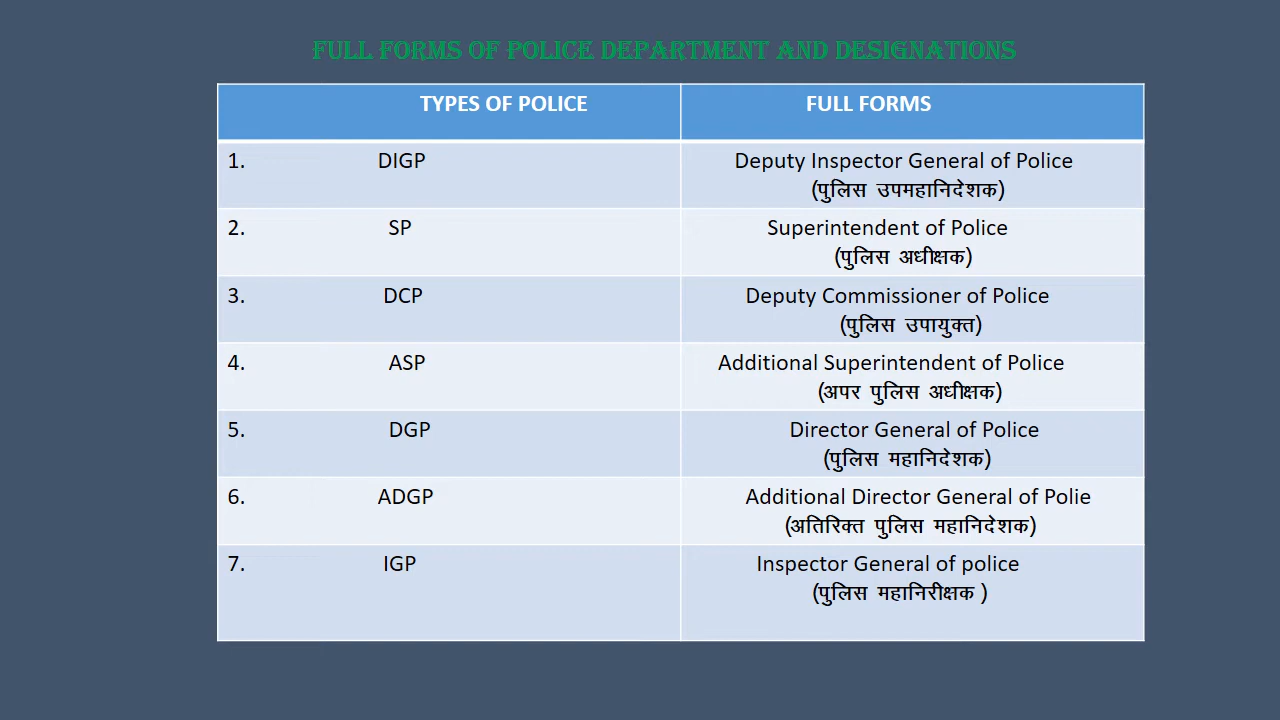 FULL FORMS OF POLICE DEPARTMENT AND DESIGNATIONS
TYPES OF POLICE FULL FORMS
1. DIGP Deputy Inspector General of Police
(पुलिस उपमहानिदेशक)
2. SP Superintendent of Police
(पुलिस अधीक्षक)
3. DCP Deputy Commissioner of Police
(पुलिस उपायुक्त)
4. ASP Additional Superintendent of Police
(अपर पुलिस अधीक्षक)
5. DGP Director General of Police
(पुलिस महानिदेशक)
6. ADGP Additional Director General of Polie
(अतिरिक्त पुलिस महानिदेशक)
7. IGP Inspector General of police
(पुलिस महानिरीक्षक )